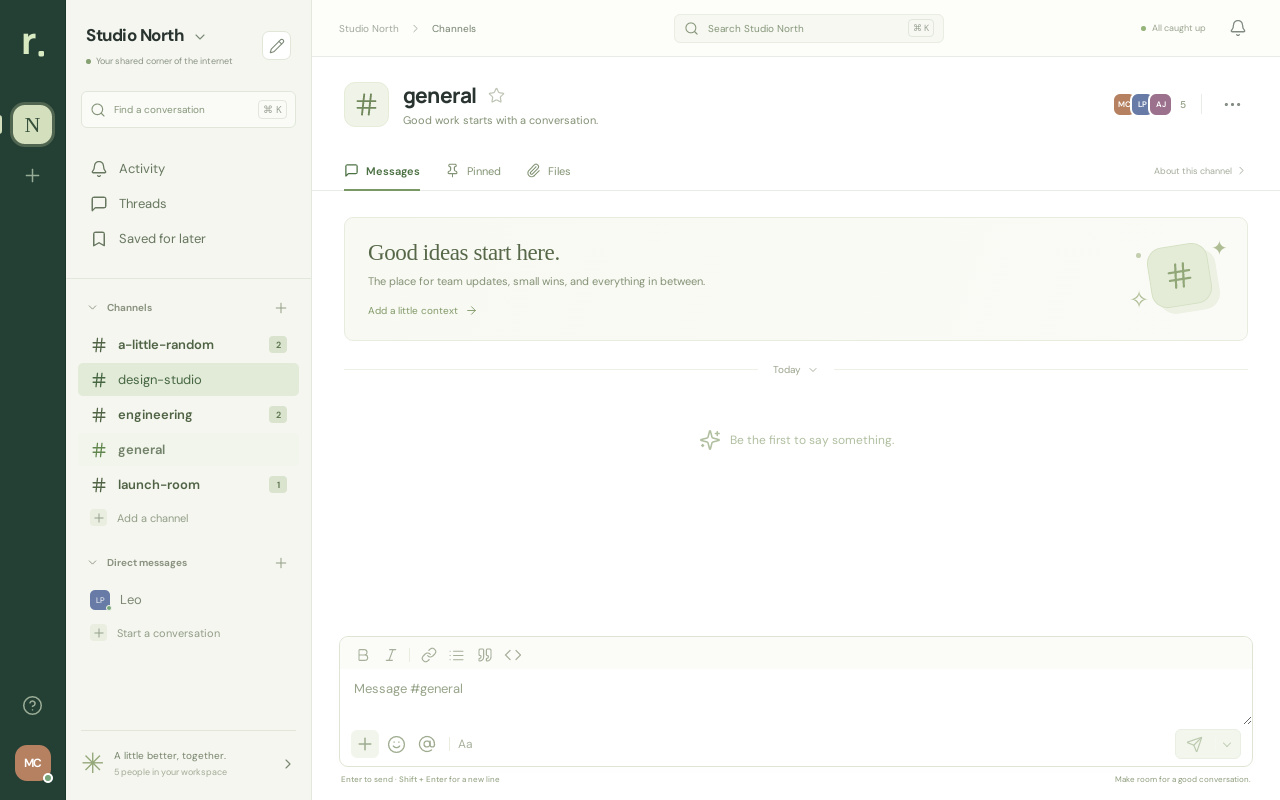 r.
N
MC
Studio North
Your shared corner of the internet
Find a conversation
⌘ K
Activity
Threads
Saved for later
Channels
a-little-random
2
design-studio
engineering
2
general
launch-room
1
Add a channel
Direct messages
LP
Leo
Start a conversation
A little better, together.
5 people in your workspace
Studio North
Channels
Search Studio North
⌘ K
All caught up
general
Good work starts with a conversation.
MC
LP
AJ
5
Messages
Pinned
Files
About this channel
Good ideas start here.
The place for team updates, small wins, and everything in between.
Add a little context
Today
Be the first to say something.
Message #general
Aa
Enter to send · Shift + Enter for a new line
Make room for a good conversation.